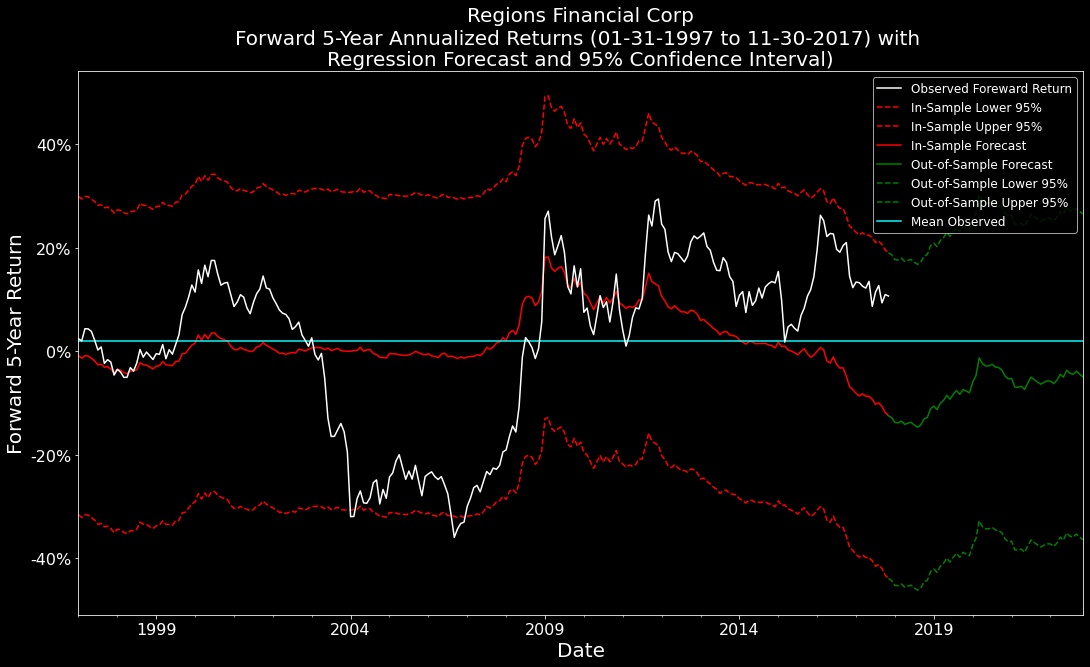 Regions Financial Corp
Forward 5-Year Annualized Returns (01-31-1997 to 11-30-2017) with
Regression Forecast and 95% Confidence Interval)
Observed Foreward Return
In-Sample Lower 95%
In-Sample Upper 95%
In-Sample Forecast
Out-of-Sample Forecast
Out-of-Sample Lower 95%
Out-of-Sample Upper 95%
Mean Observed
Forward 5-Year Return
40%
20%
0%
-20%
-40%
1999
2004
2009
2014
2019
Date